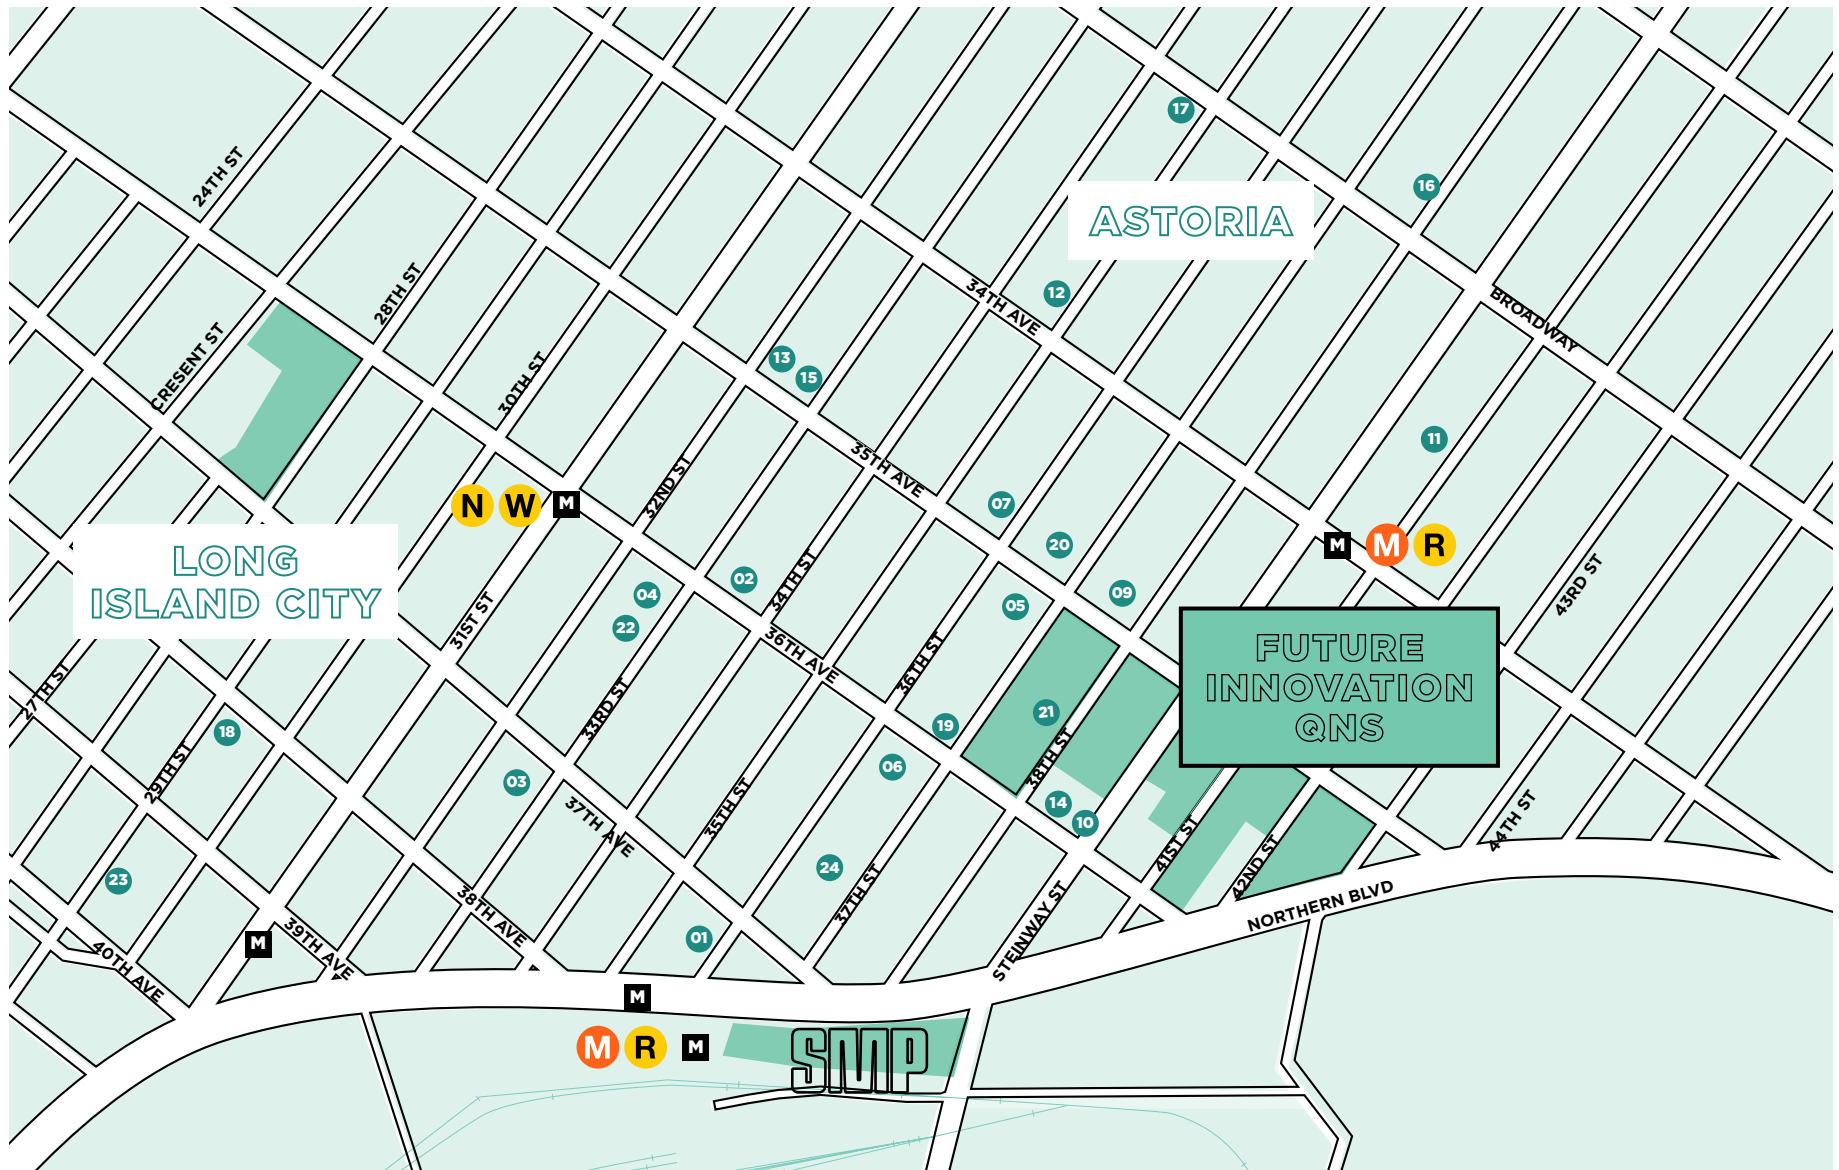 17
24TH ST
16
ASTORIA
28TH ST
12
34TH AVE
BROADWAY
CRESENT ST
30TH ST
13
15
11
35TH AVE
32ND ST
N W M
07
M M R
20
LONG
ISLAND CITY
34TH ST
02
04
09
05
43RD ST
31ST ST
22
36TH AVE
36TH ST
FUTURE
INNOVATION
QNS
27TH ST
33RD ST
21
19
18
38TH ST
06
29TH ST
03
35TH ST
37TH AVE
14
10
44TH ST
41ST ST
42ND ST
24
23
37TH ST
38TH AVE
STEINWAY ST
NORTHERN BLVD
01
M
39TH AVE
40TH AVE
M
M R M
SMP